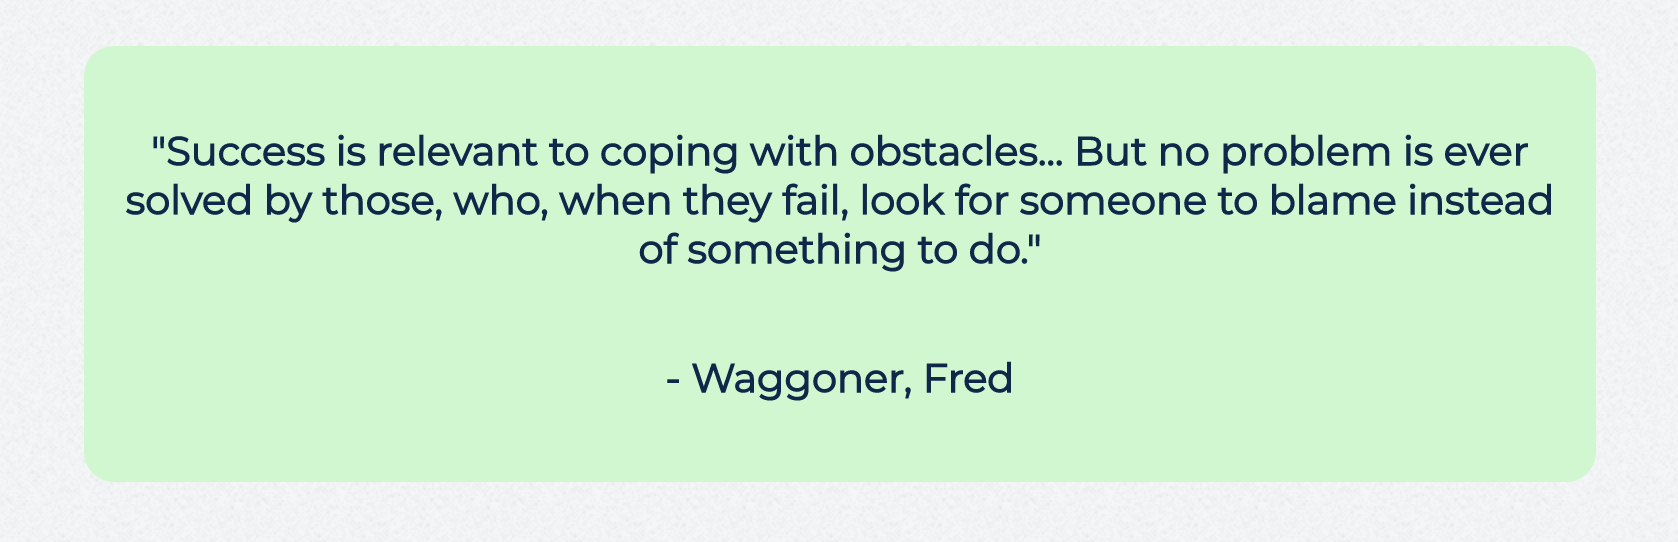 "Success is relevant to coping with obstacles... But no problem is ever
solved by those, who, when they fail, look for someone to blame instead
of something to do."
- Waggoner, Fred